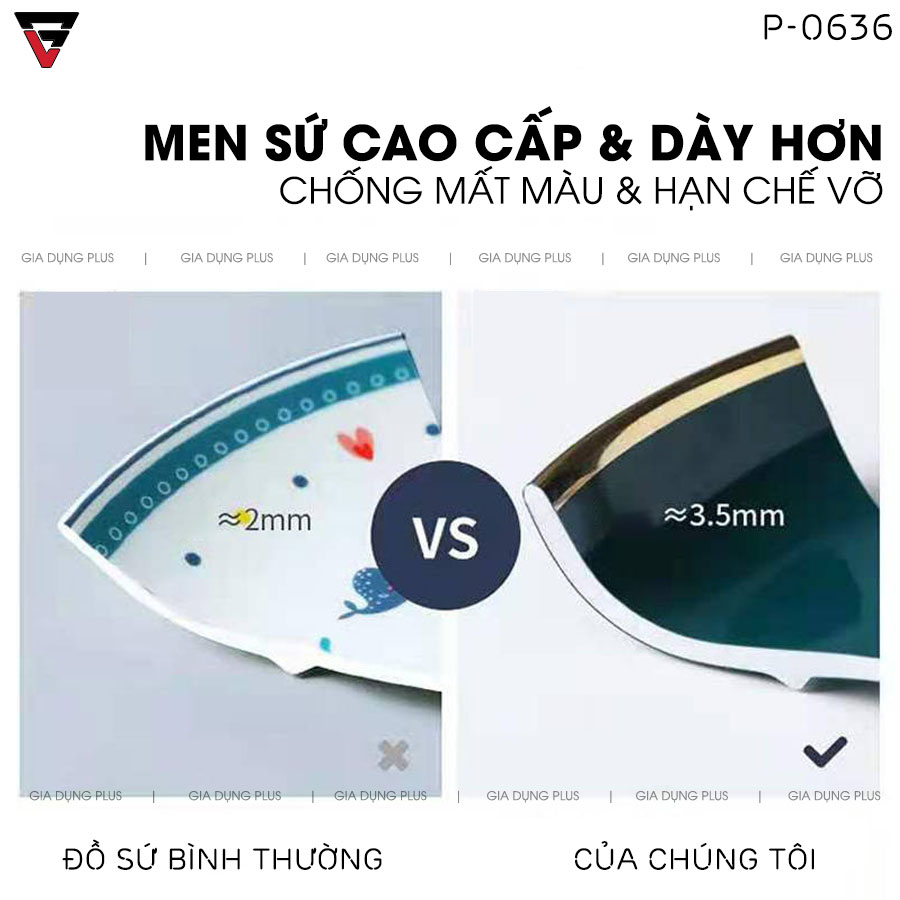 P-0636
MEN SỨ CAO CẤP & DÀY HƠN
CHỐNG MẤT MÀU & HẠN CHẾ VỠ
GIA DỤNG PLUS | GIA DỤNG PLUS | GIA DỤNG PLUS | GIA DỤNG PLUS | GIA DỤNG PLUS | GIA DỤNG PLUS
≈2mm
VS
≈3.5mm
GIA DỤNG PLUS | GIA DỤNG PLUS | GIA DỤNG PLUS | GIA DỤNG PLUS | GIA DỤNG PLUS | GIA DỤNG PLUS
ĐỒ SỨ BÌNH THƯỜNG
CỦA CHÚNG TÔI